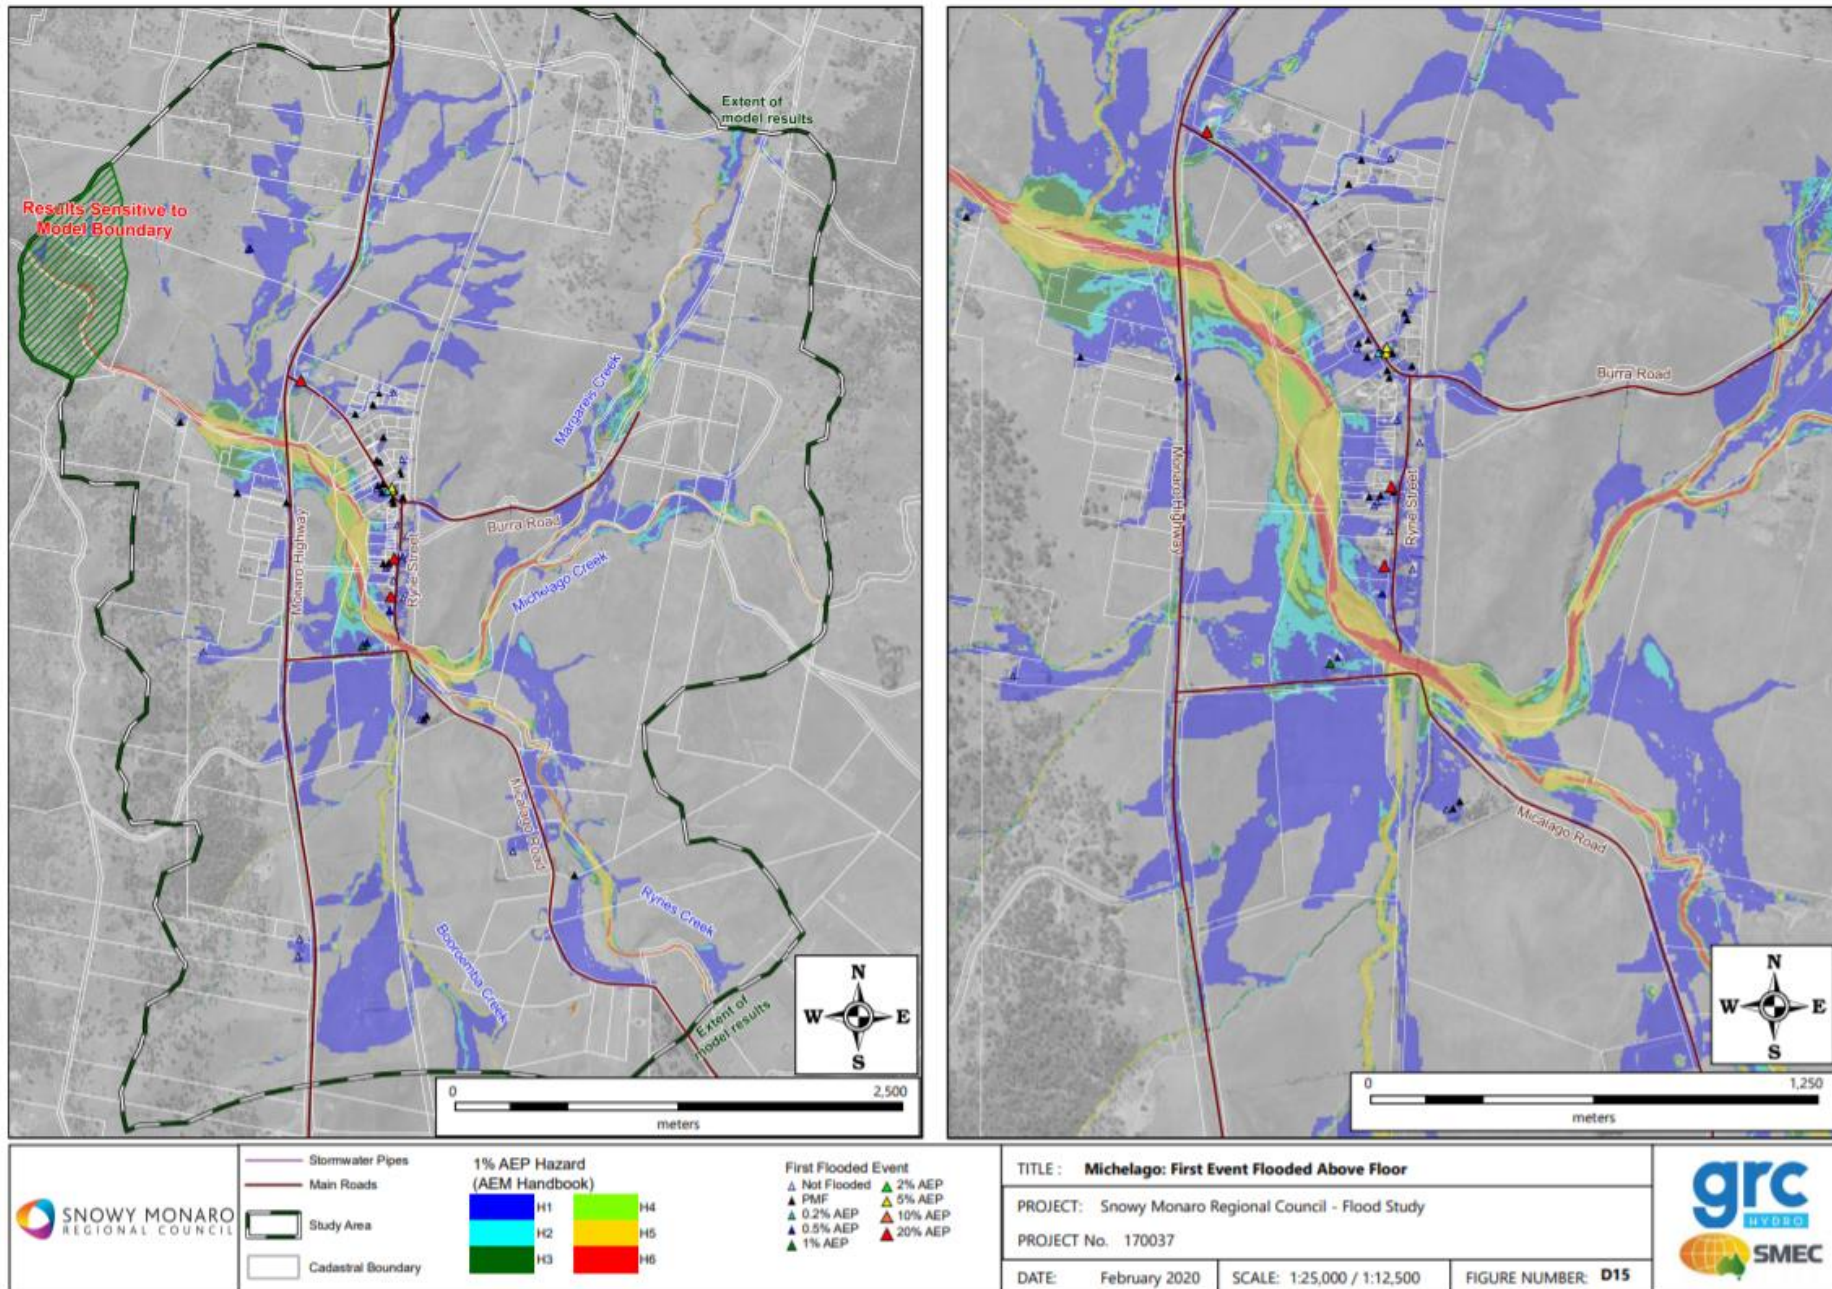 Extent of
model results
Results Sensitive to
Model Boundary
Margarets Creek
Monaro Highway
Burra Road
Ryrie Street
Michelago Creek
Micalago Road
Rynes Creek
Booroomba Creek
Extent of
model results
N
W E
S
0 2,500
meters
Burra Road
Monaro Highway
Ryrie Street
Micalago Road
N
W E
S
0 1,250
meters
SNOWY MONARO
REGIONAL COUNCIL
Stormwater Pipes
Main Roads
Study Area
Cadastral Boundary
1% AEP Hazard
(AEM Handbook)
H1 H4
H2 H5
H3 H6
First Flooded Event
Not Flooded 2% AEP
PMF 5% AEP
0.2% AEP 10% AEP
0.5% AEP 20% AEP
1% AEP
TITLE : Michelago: First Event Flooded Above Floor
PROJECT: Snowy Monaro Regional Council - Flood Study
PROJECT No. 170037
DATE: February 2020 SCALE: 1:25,000 / 1:12,500 FIGURE NUMBER: D15
grc
HYDRO
SMEC